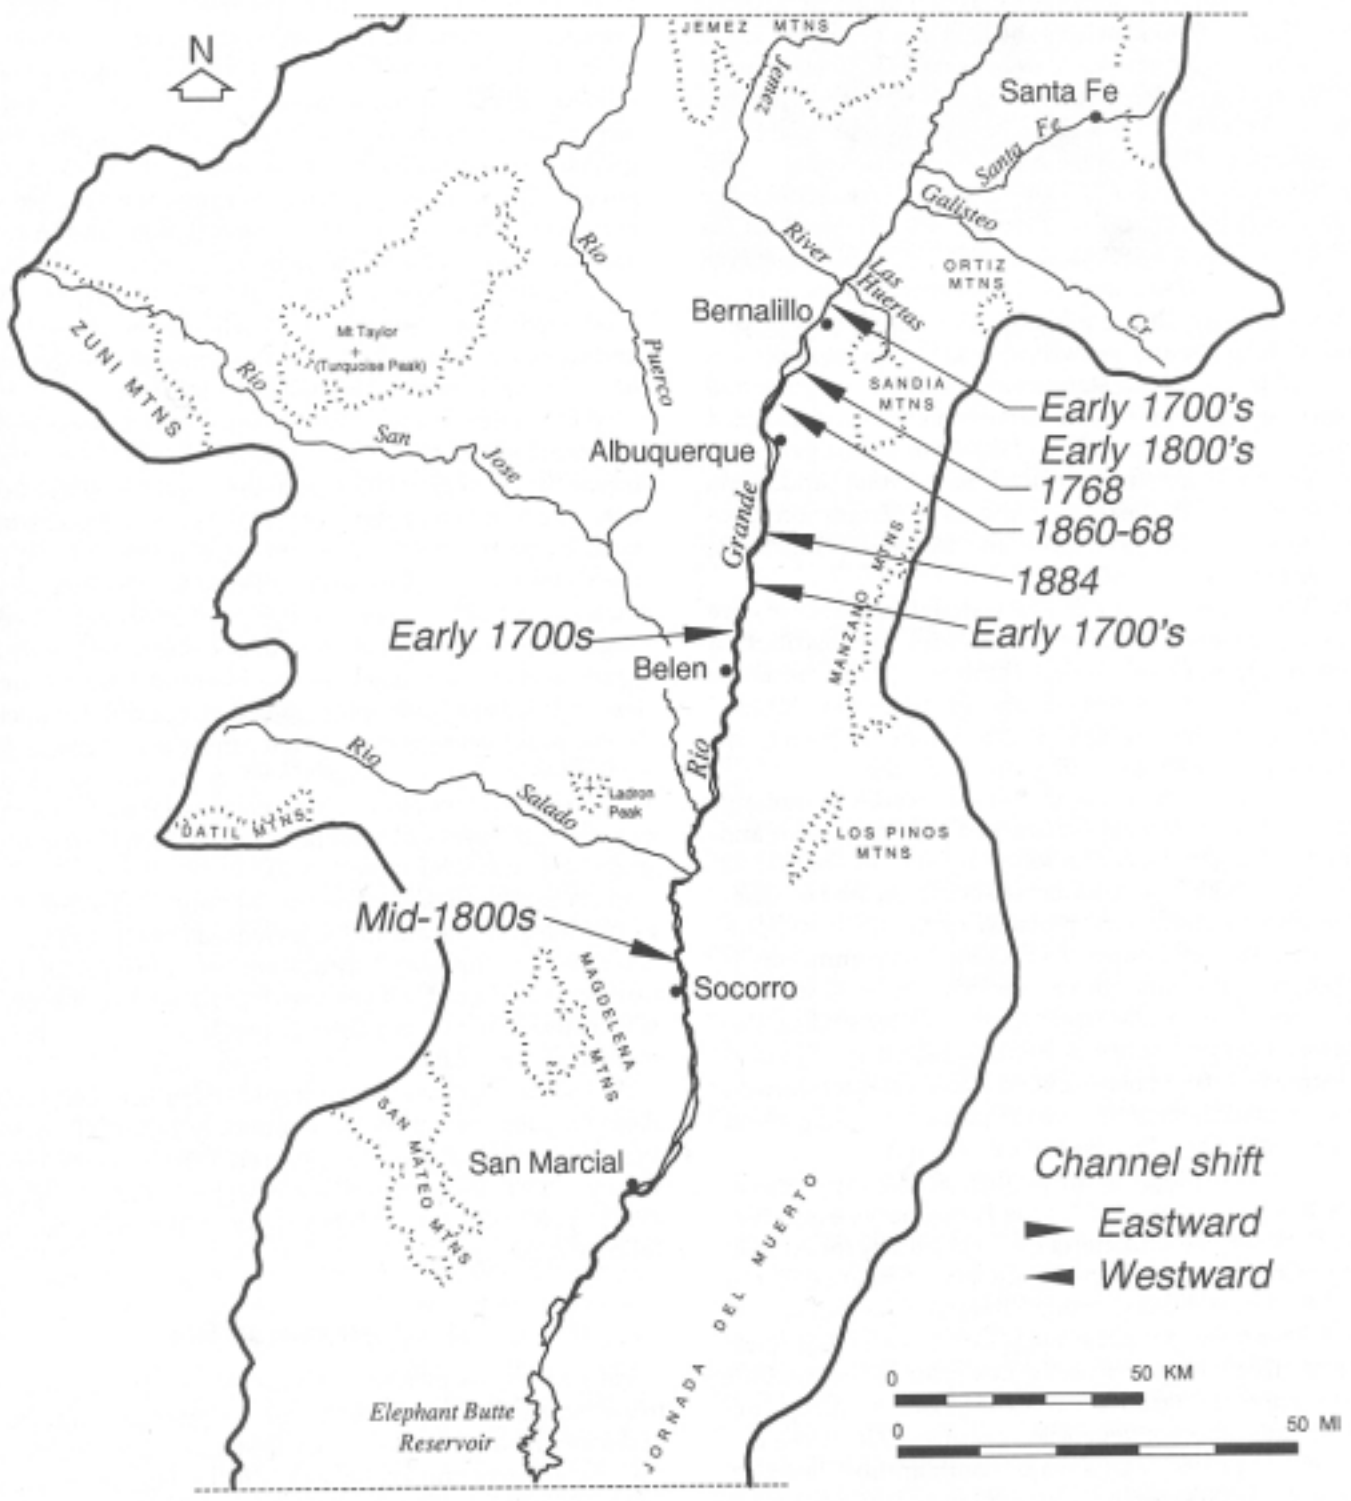 JEMEZ MTNS
N
Jemez
Santa Fe
Santa Fe
Galisteo
Rio
River
Las
Huertas
ORTIZ
MTNS
Bernalillo
Cr
Mt Taylor
+
(Turquoise Peak)
ZUNI MTNS
Rio
Puerco
SANDIA
MTNS
Early 1700's
Early 1800's
San
Albuquerque
Jose
1768
Grande
1860-68
MANZANO MTNS
1884
Early 1700s
Early 1700's
Belen
Rio
Rio
Salado
+
Ladron
Peak
DATIL MTNS
LOS PINOS
MTNS
Mid-1800s
MAGDELENA MTNS
Socorro
SAN MATEO MTNS
San Marcial
Channel shift
Eastward
Westward
JORNADA DEL MUERTO
0 50 KM
0 50 MI
Elephant Butte
Reservoir